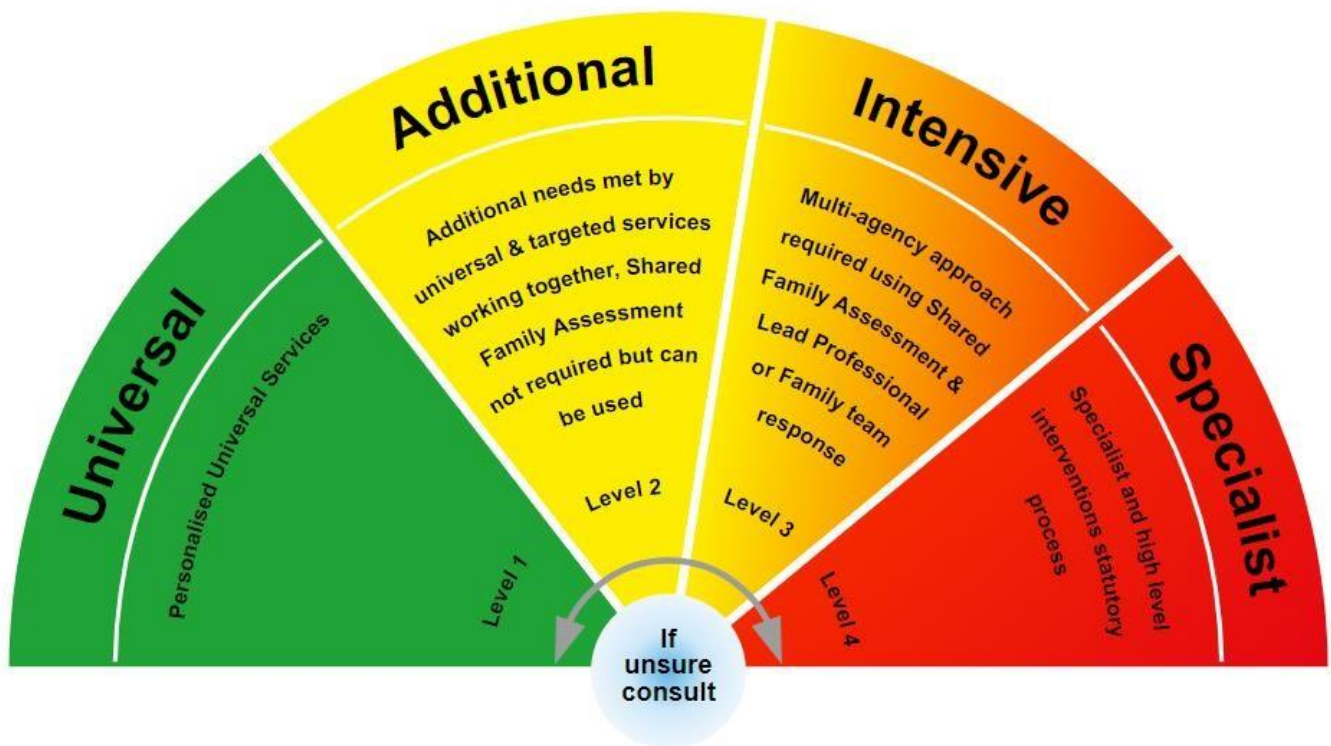 Universal
Personalised Universal Services
Level 1
Additional
Additional needs met by
universal & targeted services
working together, Shared
Family Assessment
not required but can
be used
Level 2
Intensive
Multi-agency approach
required using Shared
Family Assessment &
Lead Professional
or Family team
response
Level 3
Specialist
Specialist and high level
interventions statutory
process
Level 4
If
unsure
consult